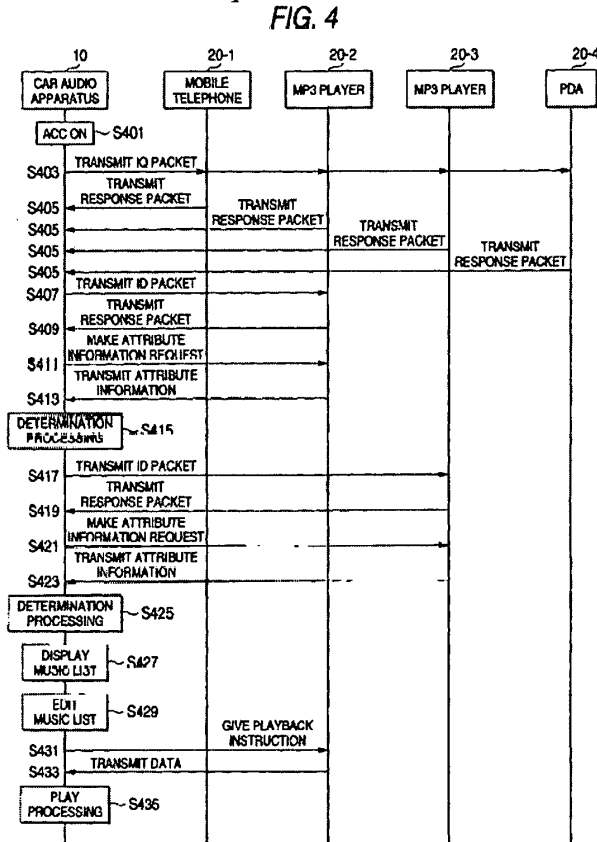 FIG. 4
10
20-1
20-2
20-3
20-4
CAR AUDIO
APPARATUS
MOBILE
TELEPHONE
MP3 PLAYER
MP3 PLAYER
PDA
ACC ON
S401
S403
TRANSMIT IQ PACKET
S405
TRANSMIT
RESPONSE PACKET
S405
TRANSMIT
RESPONSE PACKET
S405
TRANSMIT
RESPONSE PACKET
S405
TRANSMIT
RESPONSE PACKET
S407
TRANSMIT ID PACKET
S409
TRANSMIT
RESPONSE PACKET
S411
MAKE ATTRIBUTE
INFORMATION REQUEST
S413
TRANSMIT ATTRIBUTE
INFORMATION
DETERMINATION
PROCESSING
S415
S417
TRANSMIT ID PACKET
S419
TRANSMIT
RESPONSE PACKET
S421
MAKE ATTRIBUTE
INFORMATION REQUEST
S423
TRANSMIT ATTRIBUTE
INFORMATION
DETERMINATION
PROCESSING
S425
DISPLAY
MUSIC LIST
S427
EDIT
MUSIC LIST
S429
S431
GIVE PLAYBACK
INSTRUCTION
S433
TRANSMIT DATA
PLAY
PROCESSING
S435